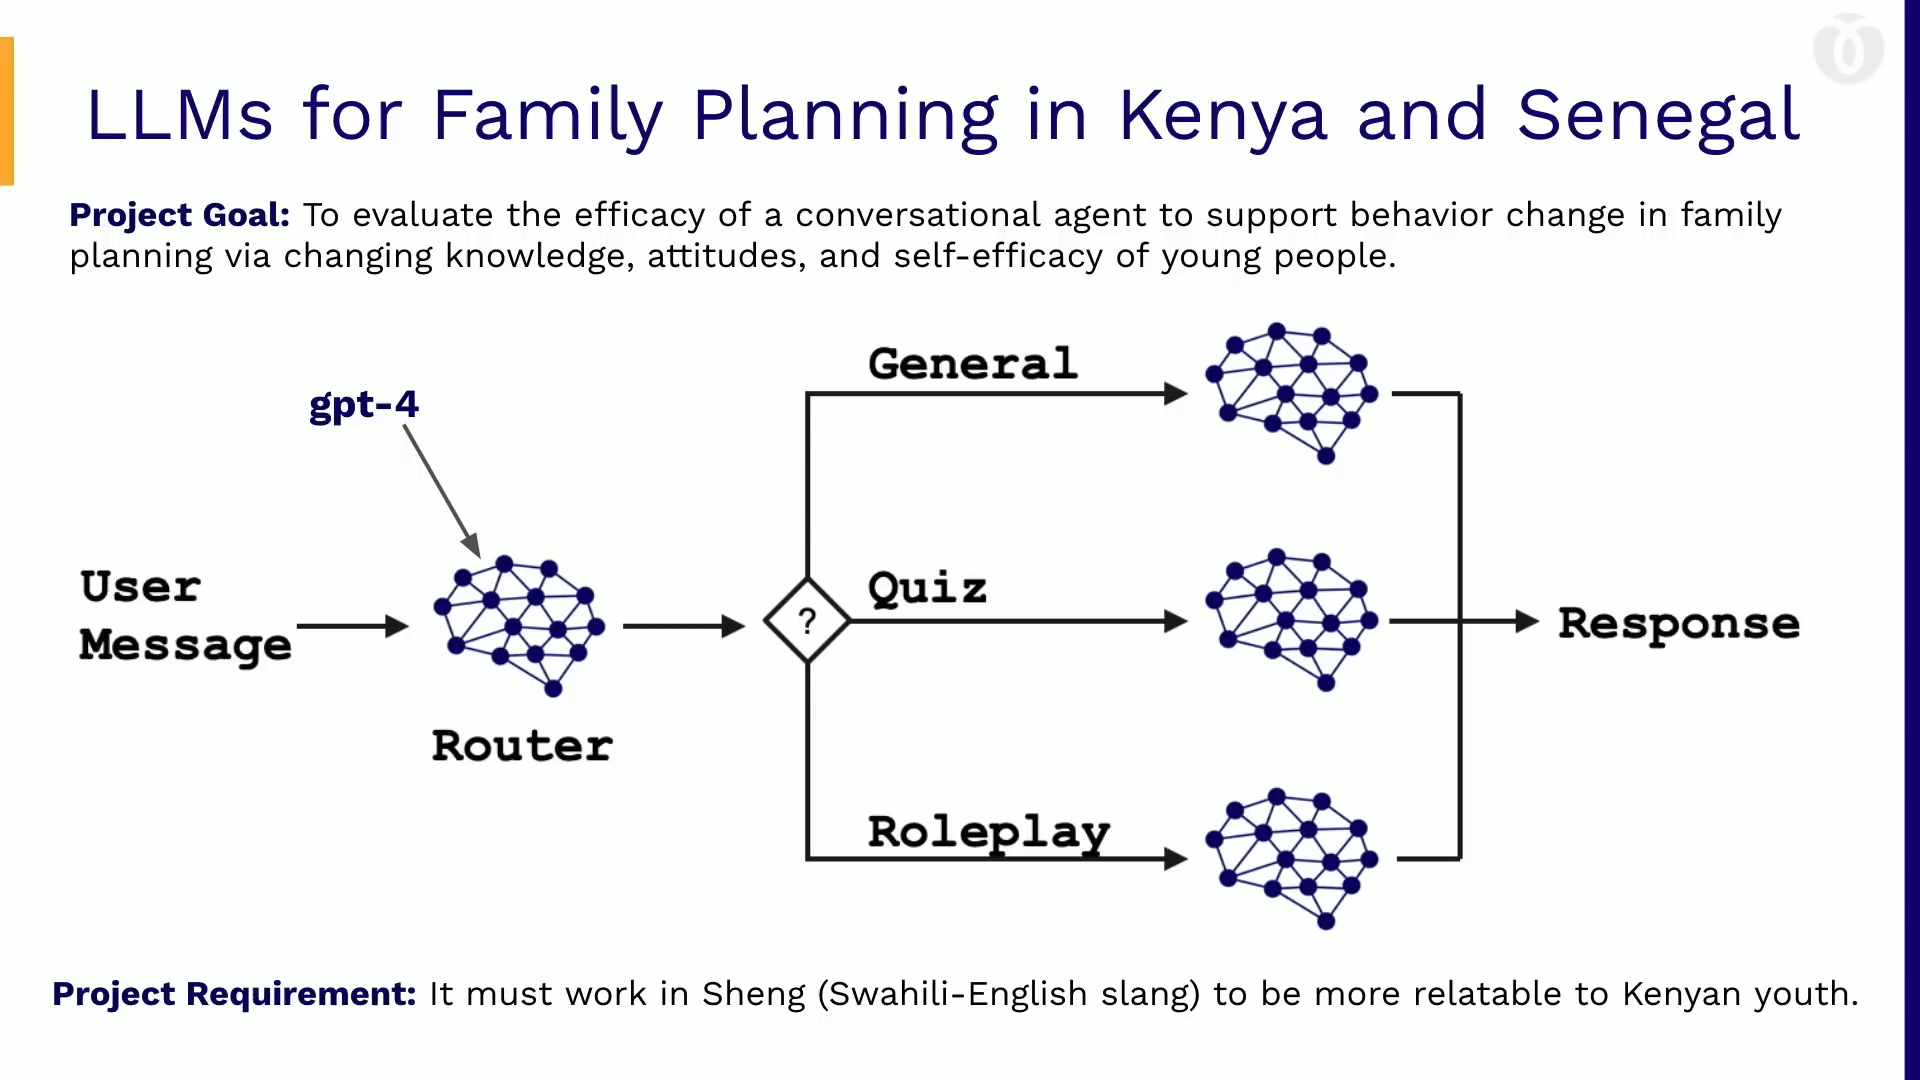 LLMs for Family Planning in Kenya and Senegal
Project Goal: To evaluate the efficacy of a conversational agent to support behavior change in family
planning via changing knowledge, attitudes, and self-efficacy of young people.
gpt-4
User
Message
Router
?
General
Quiz
Roleplay
Response
Project Requirement: It must work in Sheng (Swahili-English slang) to be more relatable to Kenyan youth.